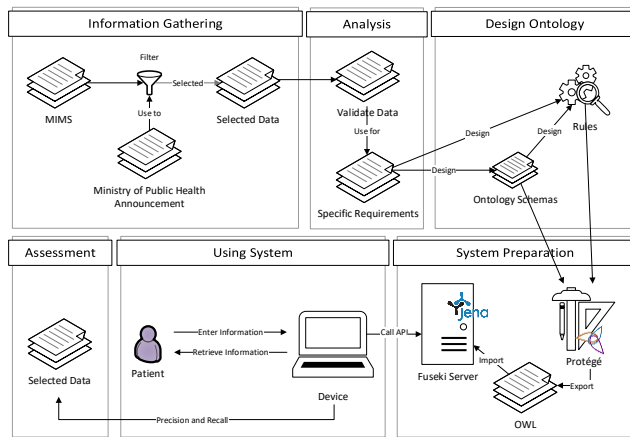 Information Gathering
Analysis
Design Ontology
Filter
Selected
MIMS
Selected Data
Validate Data
Rules
Use to
Use for
Design
Design
Design
Ministry of Public Health
Announcement
Specific Requirements
Ontology Schemas
Assessment
Using System
System Preparation
Jena
Enter Information
Call API
Retrieve Information
Selected Data
Patient
Device
Fuseki Server
Import
Protégé
Export
OWL
Precision and Recall